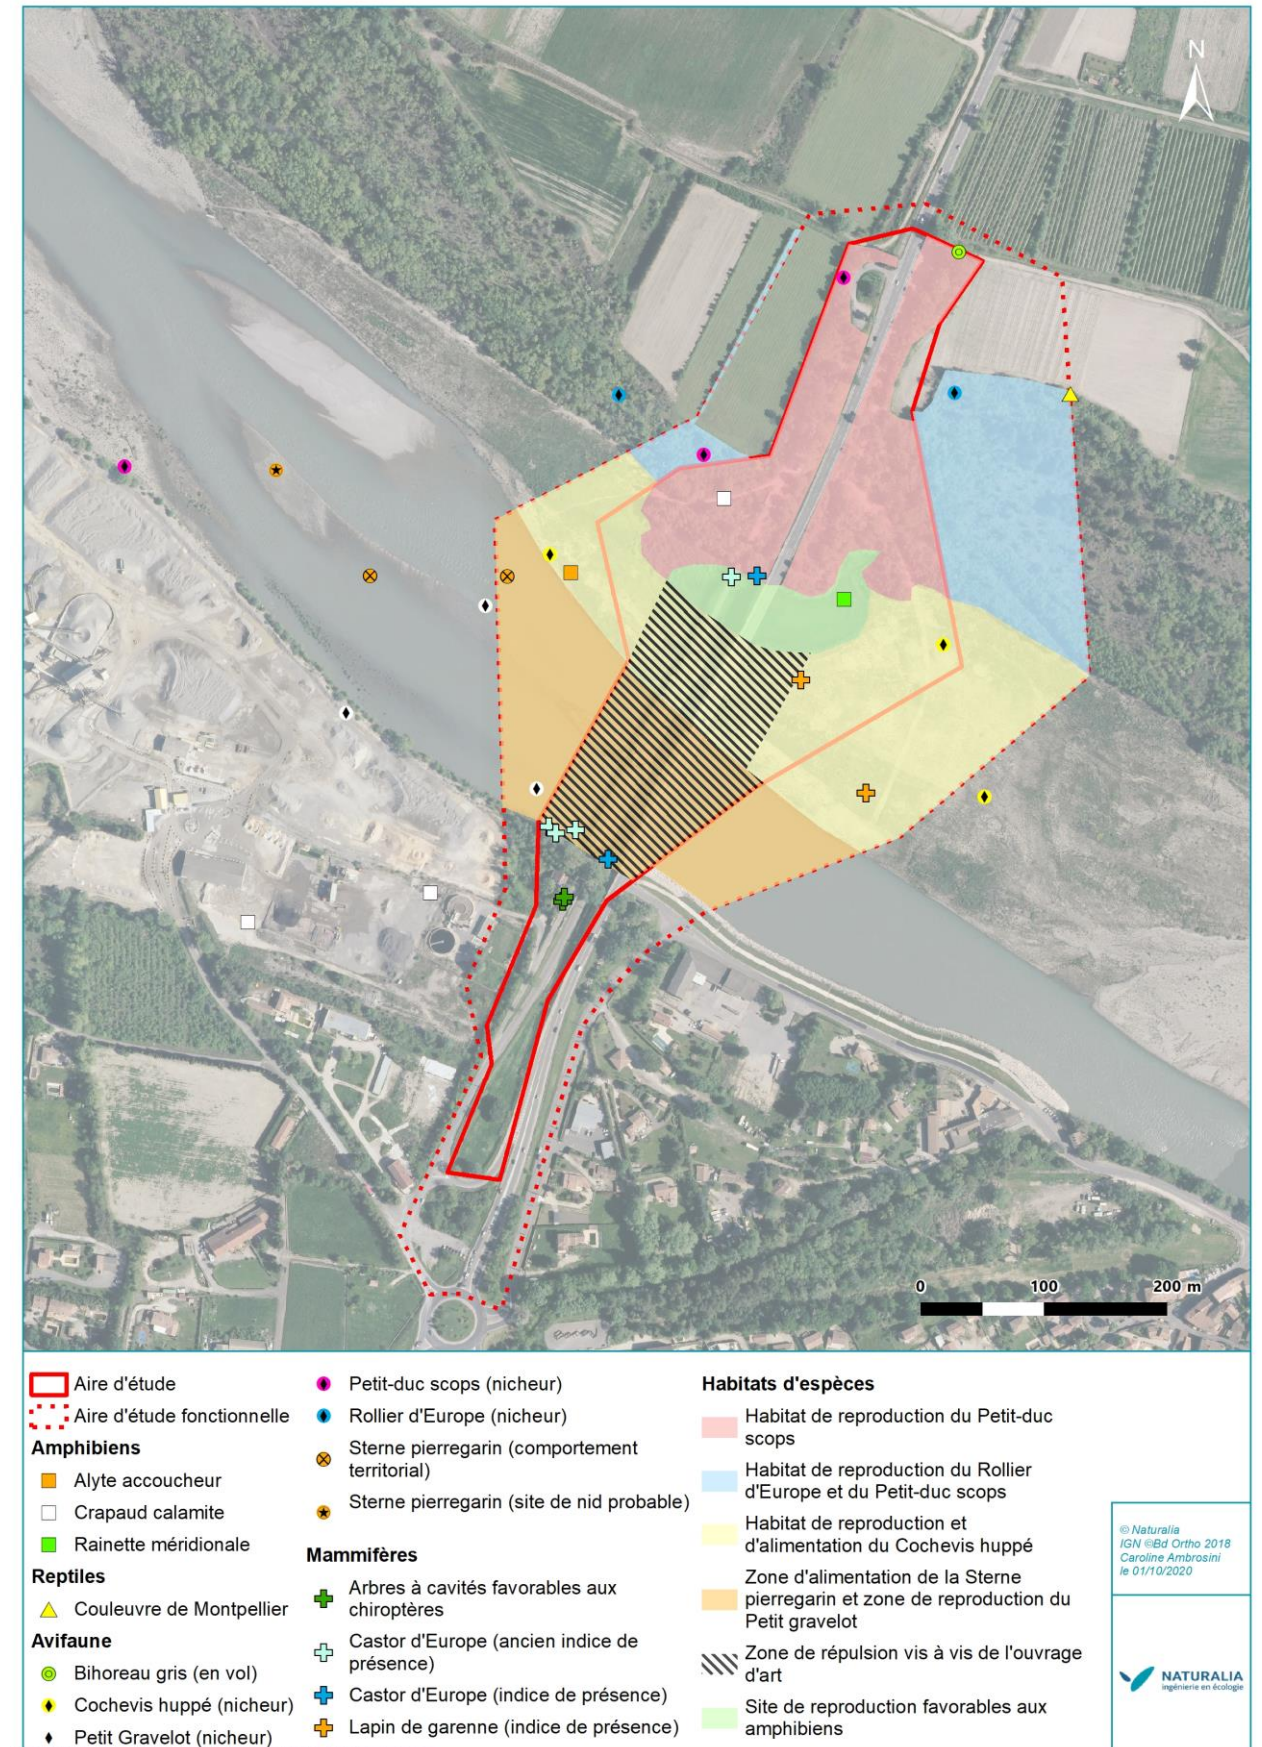 N
0 100 200 m
Aire d'étude
Aire d'étude fonctionnelle
Amphibiens
Alyte accoucheur
Crapaud calamite
Rainette méridionale
Reptiles
Couleuvre de Montpellier
Avifaune
Bihoreau gris (en vol)
Cochevis huppé (nicheur)
Petit Gravelot (nicheur)
Petit-duc scops (nicheur)
Rollier d'Europe (nicheur)
Sterne pierregarin (comportement
territorial)
Sterne pierregarin (site de nid probable)
Mammifères
Arbres à cavités favorables aux
chiroptères
Castor d'Europe (ancien indice de
présence)
Castor d'Europe (indice de présence)
Lapin de garenne (indice de présence)
Habitats d'espèces
Habitat de reproduction du Petit-duc
scops
Habitat de reproduction du Rollier
d'Europe et du Petit-duc scops
Habitat de reproduction et
d'alimentation du Cochevis huppé
Zone d'alimentation de la Sterne
pierregarin et zone de reproduction du
Petit gravelot
Zone de répulsion vis à vis de l'ouvrage
d'art
Site de reproduction favorables aux
amphibiens
© Naturalia
IGN ©Bd Ortho 2018
Caroline Ambrosini
le 01/10/2020
NATURALIA
ingénierie en écologie